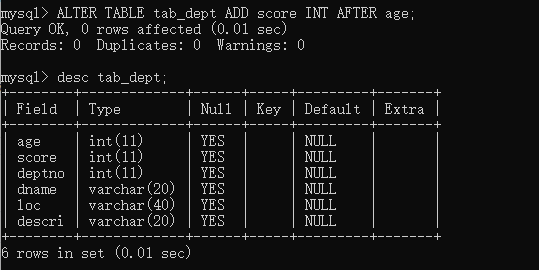 mysql> ALTER TABLE tab_dept ADD score INT AFTER age;
Query OK, 0 rows affected (0.01 sec)
Records: 0  Duplicates: 0  Warnings: 0
mysql> desc tab_dept;
+--------+-------------+------+-----+---------+-------+
| Field  | Type        | Null | Key | Default | Extra |
+--------+-------------+------+-----+---------+-------+
| age    | int(11)     | YES  |     | NULL    |       |
| score  | int(11)     | YES  |     | NULL    |       |
| deptno | int(11)     | YES  |     | NULL    |       |
| dname  | varchar(20) | YES  |     | NULL    |       |
| loc    | varchar(40) | YES  |     | NULL    |       |
| descri | varchar(20) | YES  |     | NULL    |       |
+--------+-------------+------+-----+---------+-------+
6 rows in set (0.01 sec)